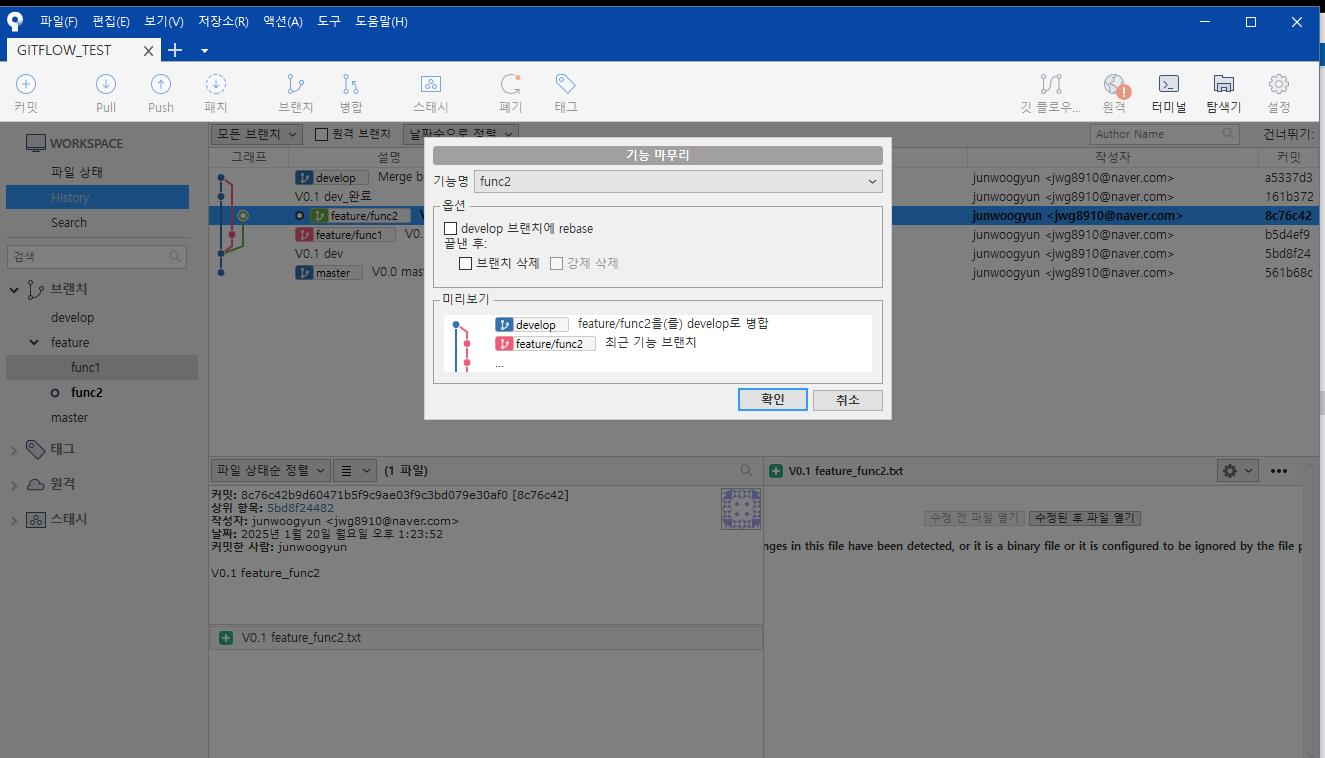 파일(F) 편집(E) 보기(V) 저장소(R) 액션(A) 도구 도움말(H)
GITFLOW_TEST
커밋 Pull Push 패치 브랜치 병합 스태시 폐기 태그 깃 플로우... 원격 터미널 탐색기 설정
WORKSPACE
파일 상태
History
Search
검색
브랜치
develop
feature
func1
func2
master
태그
원격
스태시
모든 브랜치 원격 브랜치 날짜순으로 정렬 Author Name 건너뛰기:
그래프 설명 작성자 커밋
develop Merge b junwoogyun <jwg8910@naver.com> a5337d3
V0.1 dev_완료 junwoogyun <jwg8910@naver.com> 161b372
feature/func2 junwoogyun <jwg8910@naver.com> 8c76c42
feature/func1 V0. junwoogyun <jwg8910@naver.com> b5d4ef9
V0.1 dev junwoogyun <jwg8910@naver.com> 5bd8f24
master V0.0 mas junwoogyun <jwg8910@naver.com> 561b68c
기능 마무리
기능명 func2
옵션
develop 브랜치에 rebase
끝낸 후:
브랜치 삭제 강제 삭제
미리보기
develop feature/func2을(를) develop로 병합
feature/func2 최근 기능 브랜치
...
확인 취소
파일 상태순 정렬 (1 파일)
커밋: 8c76c42b9d60471b5f9c9ae03f9c3bd079e30af0 [8c76c42]
상위 항목: 5bd8f24482
작성자: junwoogyun <jwg8910@naver.com>
날짜: 2025년 1월 20일 월요일 오후 1:23:52
커밋한 사람: junwoogyun
V0.1 feature_func2
V0.1 feature_func2.txt
V0.1 feature_func2.txt
수정 전 파일 열기 수정된 후 파일 열기
nges in this file have been detected, or it is a binary file or it is configured to be ignored by the file p